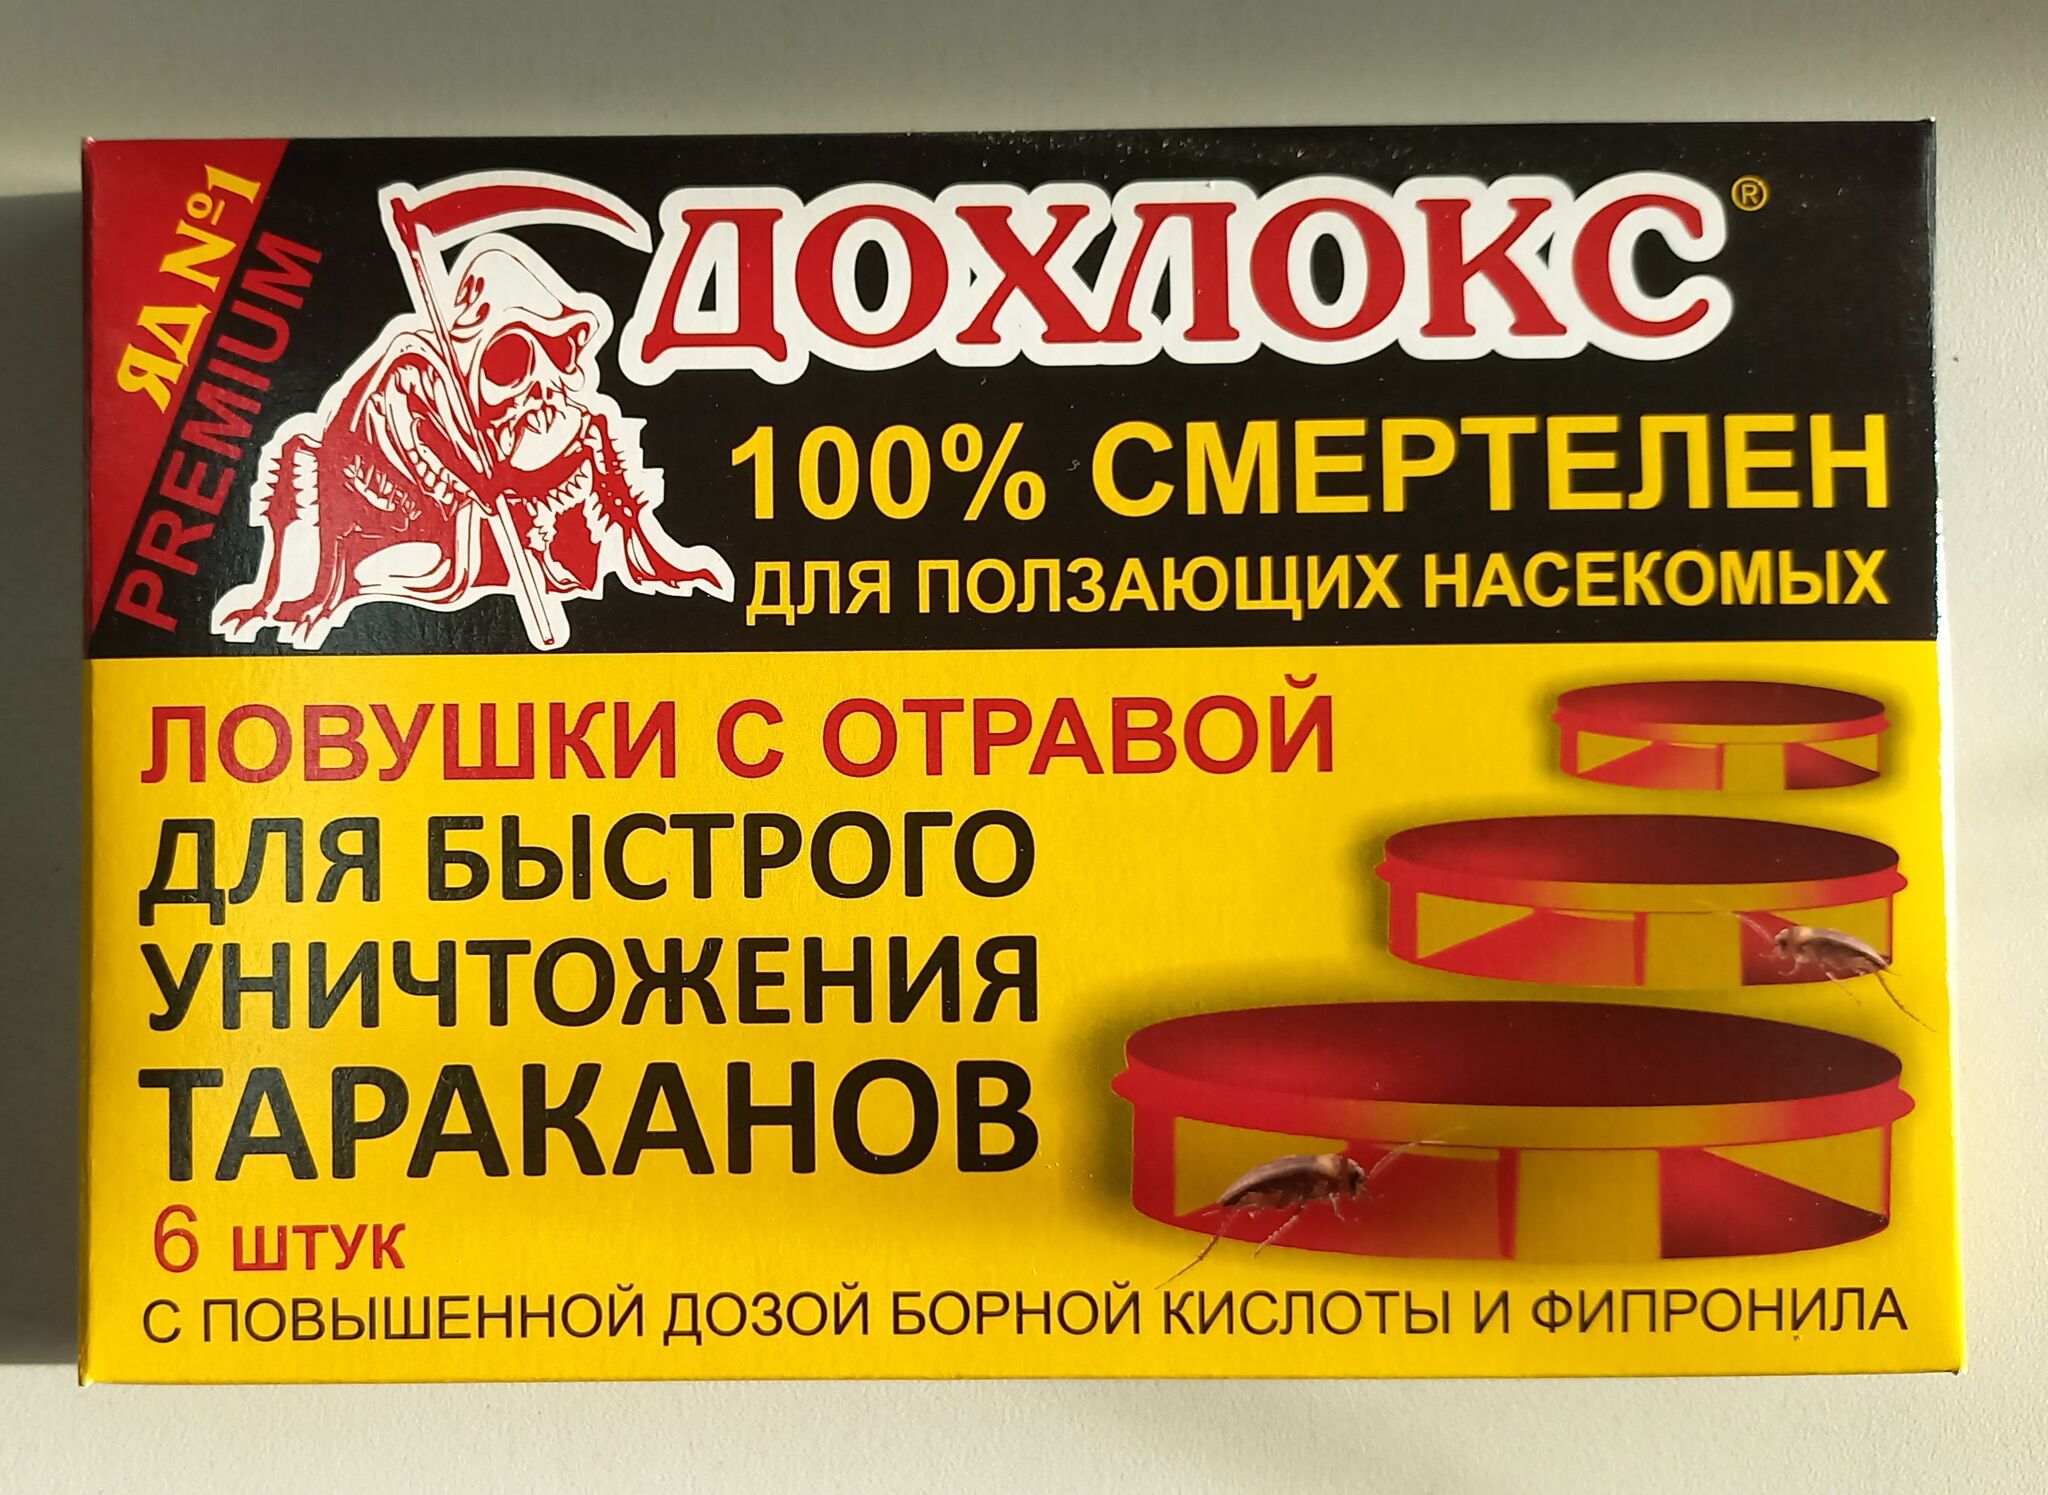 ЯД №1
PREMIUM
ДОХЛОКС®
100% СМЕРТЕЛЕН
ДЛЯ ПОЛЗАЮЩИХ НАСЕКОМЫХ
ЛОВУШКИ С ОТРАВОЙ
ДЛЯ БЫСТРОГО
УНИЧТОЖЕНИЯ
ТАРАКАНОВ
6 ШТУК
С ПОВЫШЕННОЙ ДОЗОЙ БОРНОЙ КИСЛОТЫ И ФИПРОНИЛА